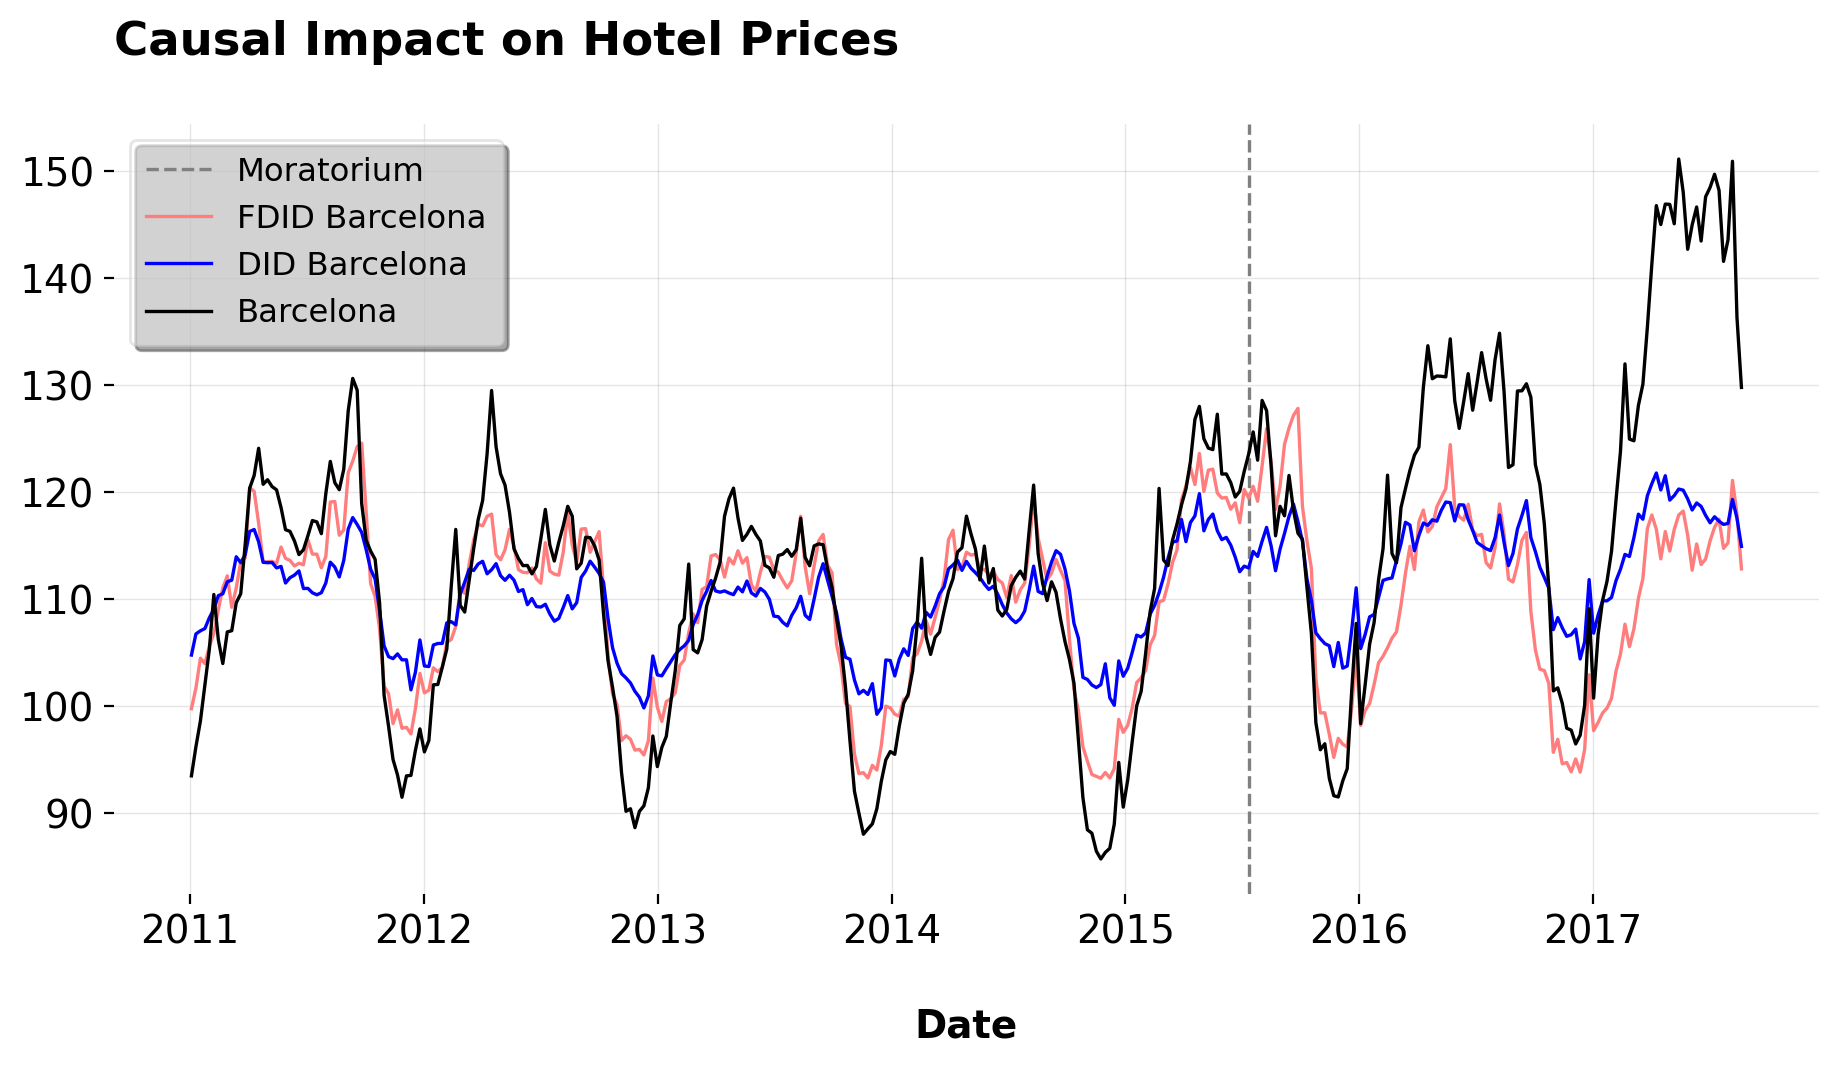 Causal Impact on Hotel Prices
Moratorium
FDID Barcelona
DID Barcelona
Barcelona
150
140
130
120
110
100
90
2011 2012 2013 2014 2015 2016 2017
Date